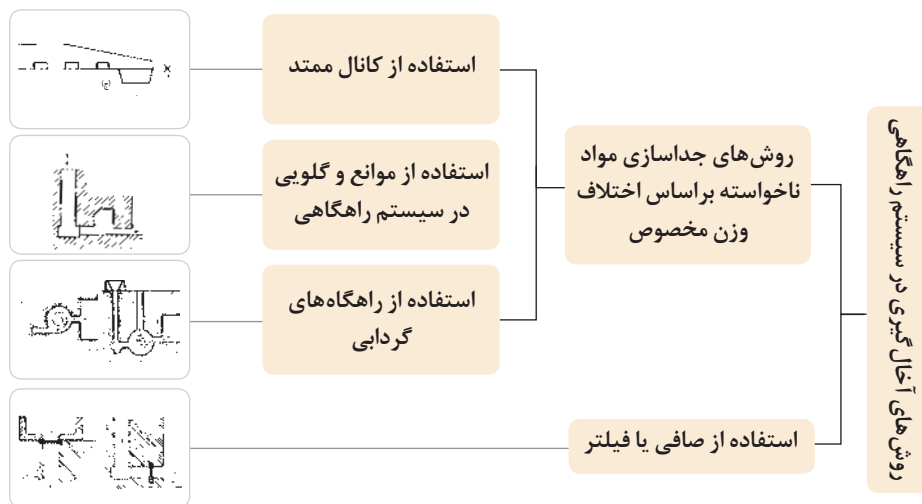 روش‌های آخال گیری در سیستم راهگاهی
روش‌های جداسازی مواد
ناخواسته براساس اختلاف
وزن مخصوص
استفاده از کانال ممتد
استفاده از موانع و گلویی
در سیستم راهگاهی
استفاده از راهگاه‌های
گردابی
استفاده از صافی یا فیلتر
(ج)